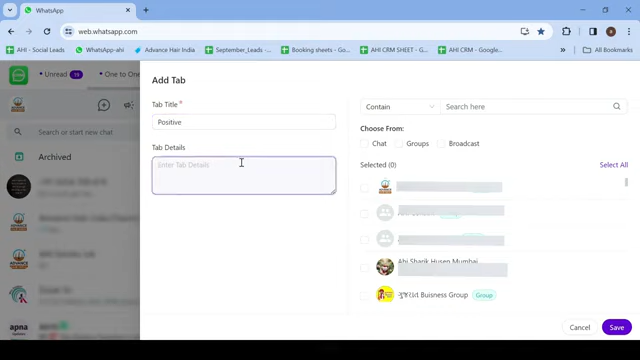 WhatsApp
web.whatsapp.com
AHI - Social Leads
WhatsApp-ahi
Advance Hair India
September_Leads -
Booking sheets - Go...
AHI CRM SHEET - G...
AHI CRM - Google...
All Bookmarks
Unread
One to One
Search or start new chat
Archived
Add Tab
Tab Title*
Positive
Tab Details
Enter Tab Details
Contain
Search here
Choose From:
Chat
Groups
Broadcast
Selected (0)
Select All
Ahi Sharik Husen Mumbai
Buisness Group
Group
apna
Cancel
Save